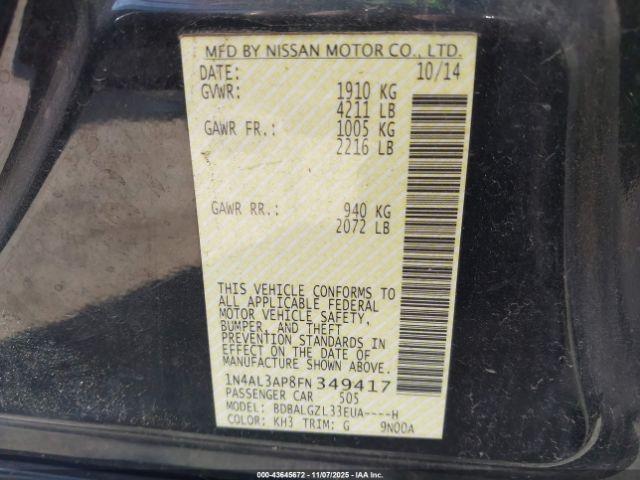 MFD BY NISSAN MOTOR CO., LTD.
DATE: 10/14
GVWR: 1910 KG
4211 LB
GAWR FR.: 1005 KG
2216 LB
GAWR RR.: 940 KG
2072 LB
THIS VEHICLE CONFORMS TO
ALL APPLICABLE FEDERAL
MOTOR VEHICLE SAFETY,
BUMPER, AND THEFT
PREVENTION STANDARDS IN
EFFECT ON THE DATE OF
MANUFACTURE SHOWN ABOVE.
1N4AL3AP8FN349417
PASSENGER CAR 505
MODEL: BDBALGZL33EUA----H
COLOR: KH3 TRIM: G 9N00A
000-43645672 - 11/07/2025 - IAAI.COM